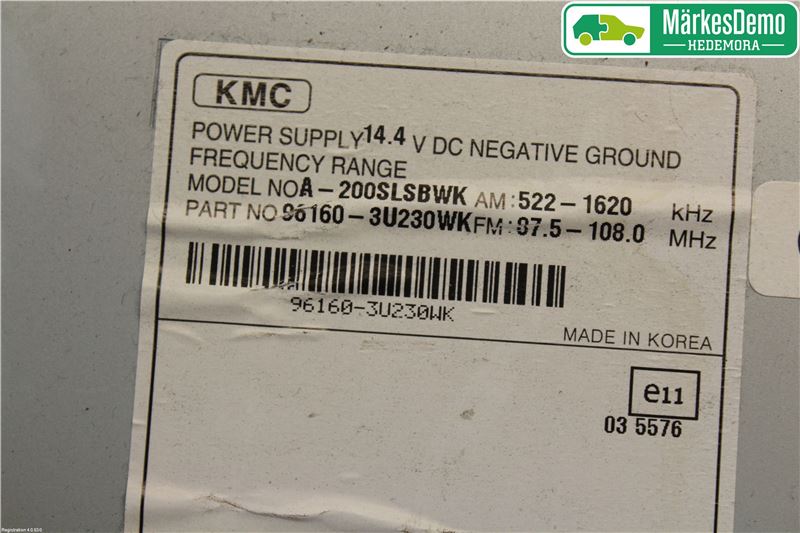 MärkesDemo
HEDEMORA
KMC
POWER SUPPLY 14.4 V DC NEGATIVE GROUND
FREQUENCY RANGE
MODEL NO A-200SLSBWK AM: 522-1620 kHz
PART NO 96160-3U230WK FM: 87.5-108.0 MHz
96160-3U230WK
MADE IN KOREA
e11
03 5576